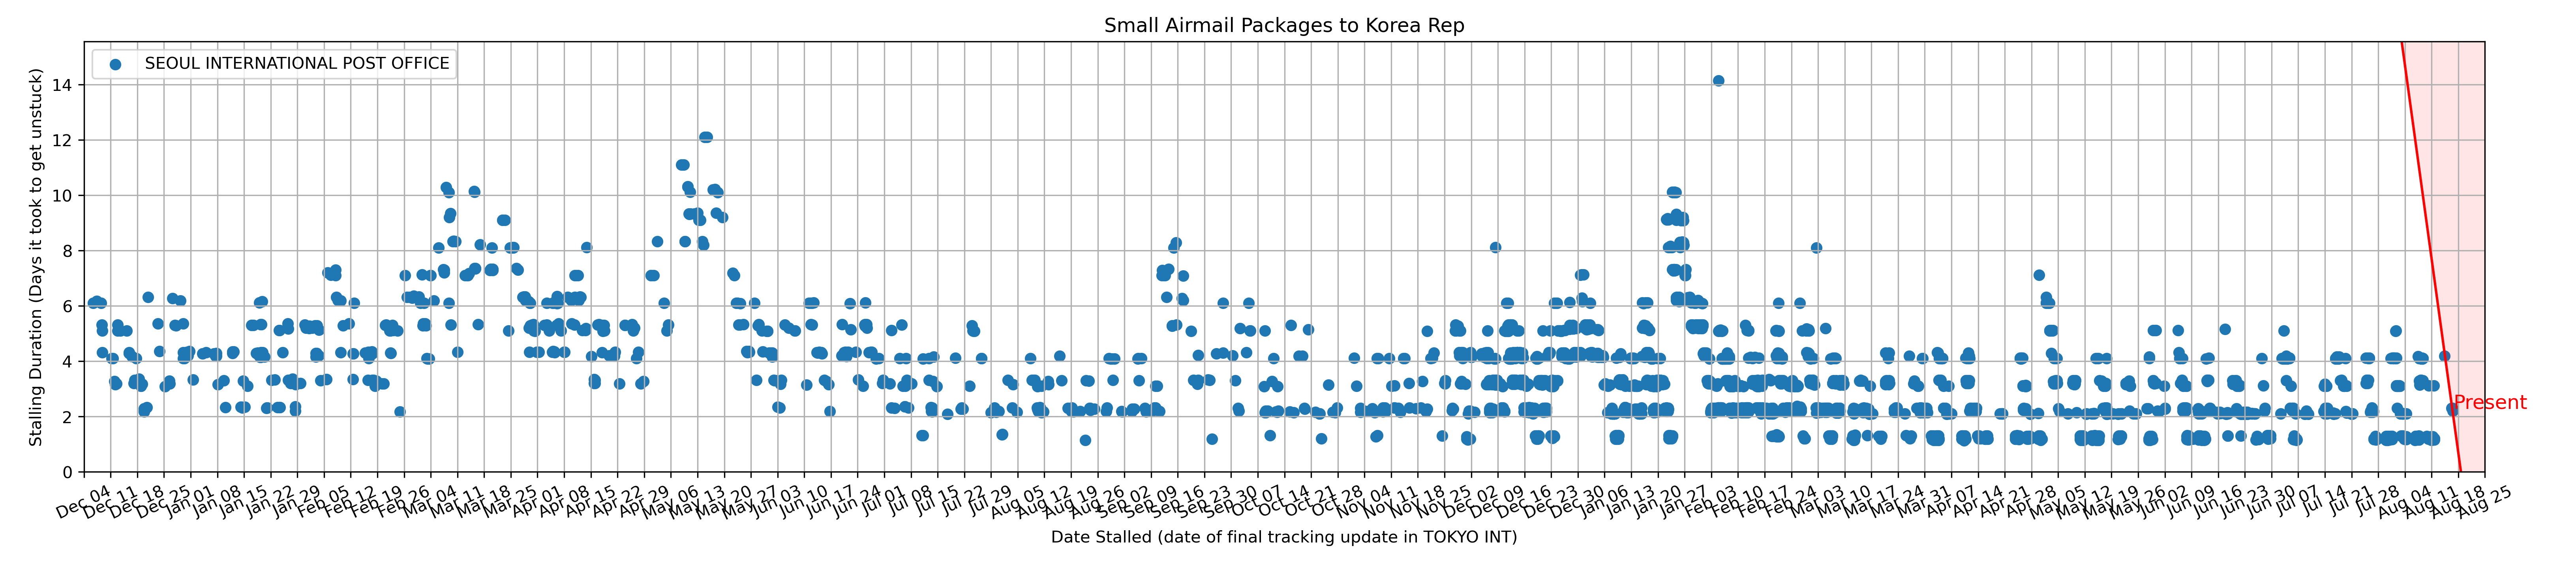 Small Airmail Packages to Korea Rep
SEOUL INTERNATIONAL POST OFFICE
Stalling Duration (Days it took to get unstuck)
14
12
10
8
6
4
2
0
Present
Dec 04
Dec 11
Dec 18
Dec 25
Jan 01
Jan 08
Jan 15
Jan 22
Jan 29
Feb 05
Feb 12
Feb 19
Feb 26
Mar 04
Mar 11
Mar 18
Mar 25
Apr 01
Apr 08
Apr 15
Apr 22
Apr 29
May 06
May 13
May 20
May 27
Jun 03
Jun 10
Jun 17
Jun 24
Jul 01
Jul 08
Jul 15
Jul 22
Jul 29
Aug 05
Aug 12
Aug 19
Aug 26
Sep 02
Sep 09
Sep 16
Sep 23
Sep 30
Oct 07
Oct 14
Oct 21
Oct 28
Nov 04
Nov 11
Nov 18
Nov 25
Dec 02
Dec 09
Dec 16
Dec 23
Dec 30
Jan 06
Jan 13
Jan 20
Jan 27
Feb 03
Feb 10
Feb 17
Feb 24
Mar 03
Mar 10
Mar 17
Mar 24
Mar 31
Apr 07
Apr 14
Apr 21
Apr 28
May 05
May 12
May 19
May 26
Jun 02
Jun 09
Jun 16
Jun 23
Jun 30
Jul 07
Jul 14
Jul 21
Jul 28
Aug 04
Aug 11
Aug 18
Aug 25
Date Stalled (date of final tracking update in TOKYO INT)